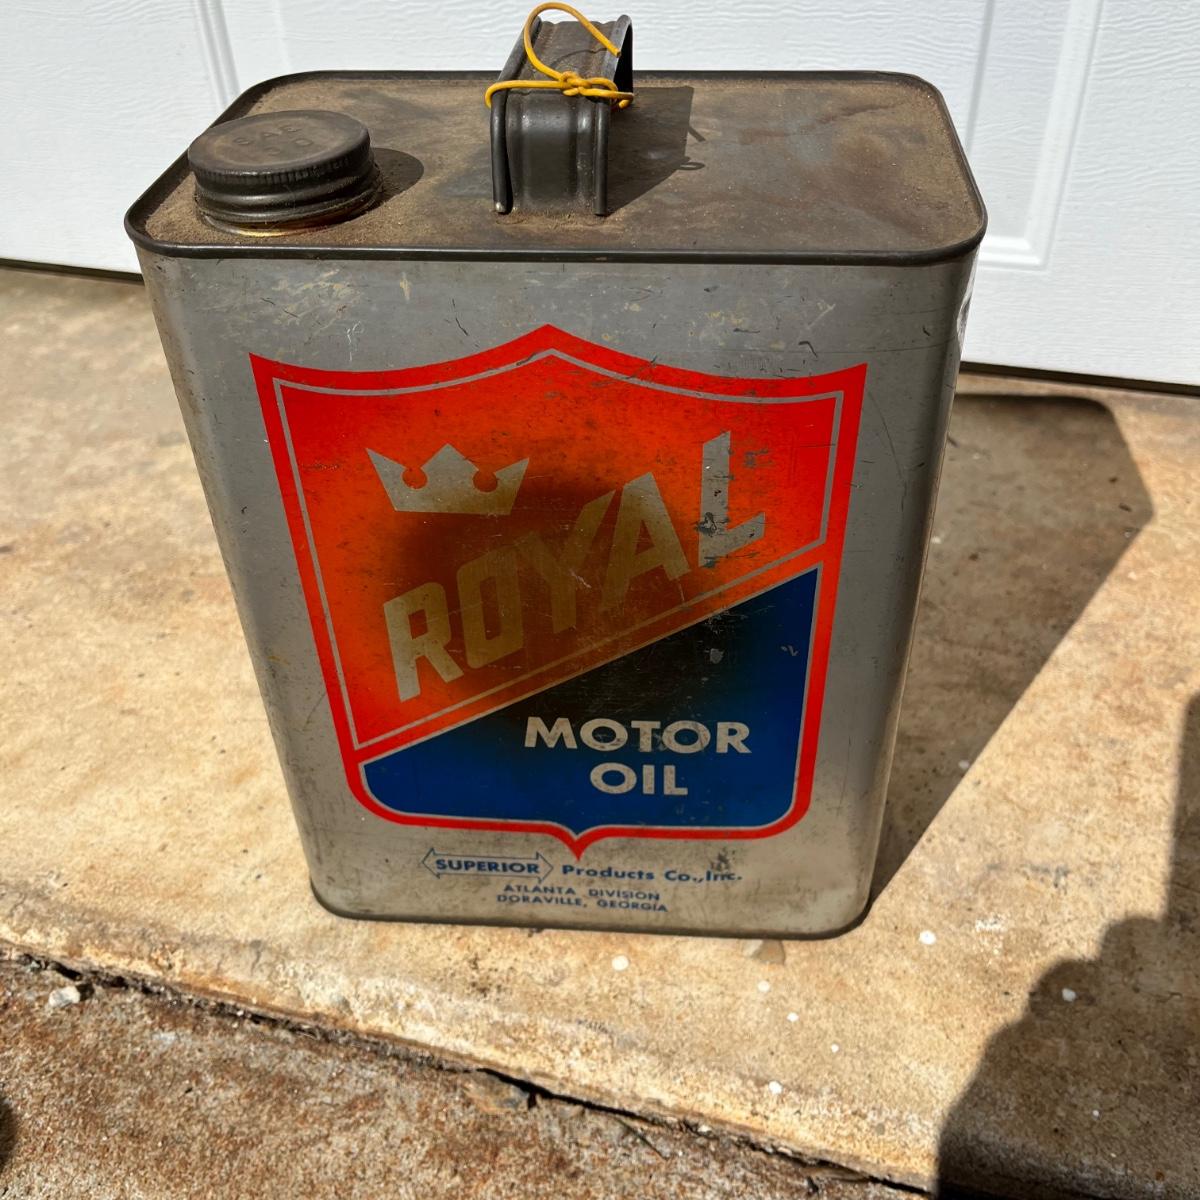 ROYAL
MOTOR
OIL
SUPERIOR Products Co., Inc.
ATLANTA DIVISION
DORAVILLE, GEORGIA